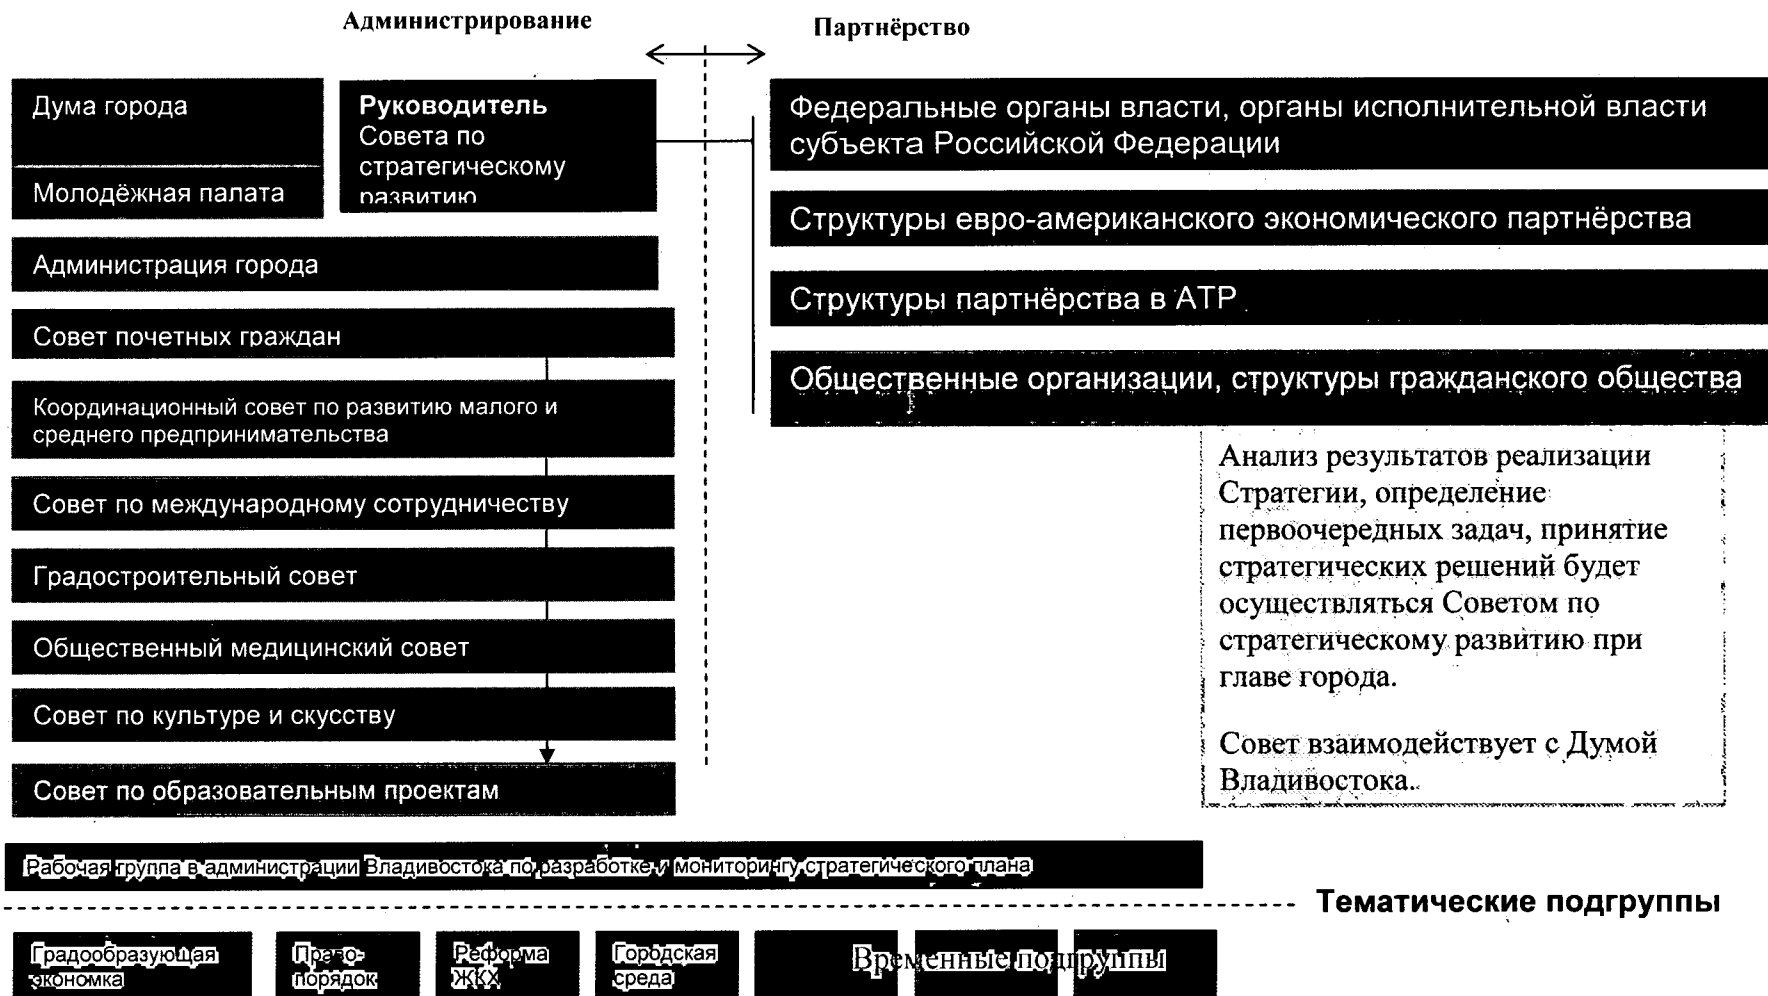 Администрирование
Партнёрство
Дума города
Молодёжная палата
Руководитель
Совета по
стратегическому
развитию
Федеральные органы власти, органы исполнительной власти
субъекта Российской Федерации
Структуры евро-американского экономического партнёрства
Структуры партнёрства в АТР
Общественные организации, структуры гражданского общества
Администрация города
Совет почетных граждан
Координационный совет по развитию малого и
среднего предпринимательства
Совет по международному сотрудничеству
Градостроительный совет
Общественный медицинский совет
Совет по культуре и скусству
Совет по образовательным проектам
Анализ результатов реализации
Стратегии, определение
первоочередных задач, принятие
стратегических решений будет
осуществляться Советом по
стратегическому развитию при
главе города.
Совет взаимодействует с Думой
Владивостока.
Рабочая группа в администрации Владивостока по разработке и мониторингу стратегического плана
Тематические подгруппы
Градообразующая
экономка
Право-
порядок
Реформа
ЖКХ
Городская
среда
Временные подгруппы